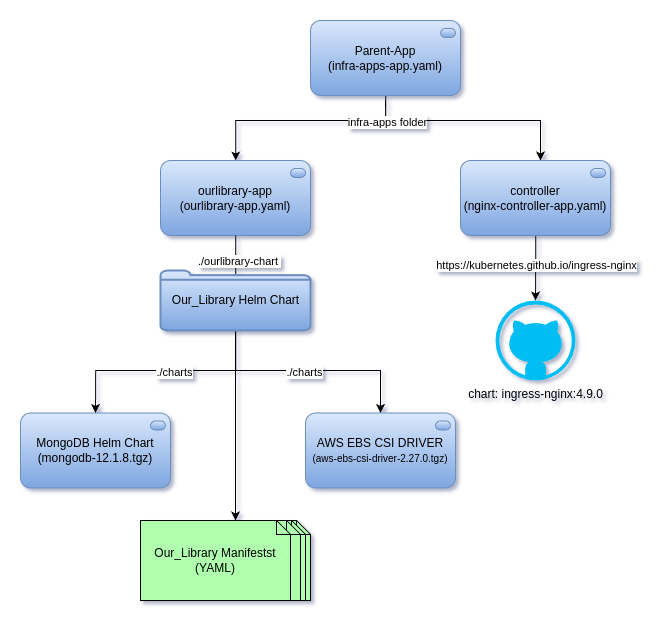 Parent-App
(infra-apps-app.yaml)
infra-apps folder
ourlibrary-app
(ourlibrary-app.yaml)
controller
(nginx-controller-app.yaml)
./ourlibrary-chart
https://kubernetes.github.io/ingress-nginx
Our_Library Helm Chart
chart: ingress-nginx:4.9.0
./charts
./charts
MongoDB Helm Chart
(mongodb-12.1.8.tgz)
AWS EBS CSI DRIVER
(aws-ebs-csi-driver-2.27.0.tgz)
Our_Library Manifestst
(YAML)